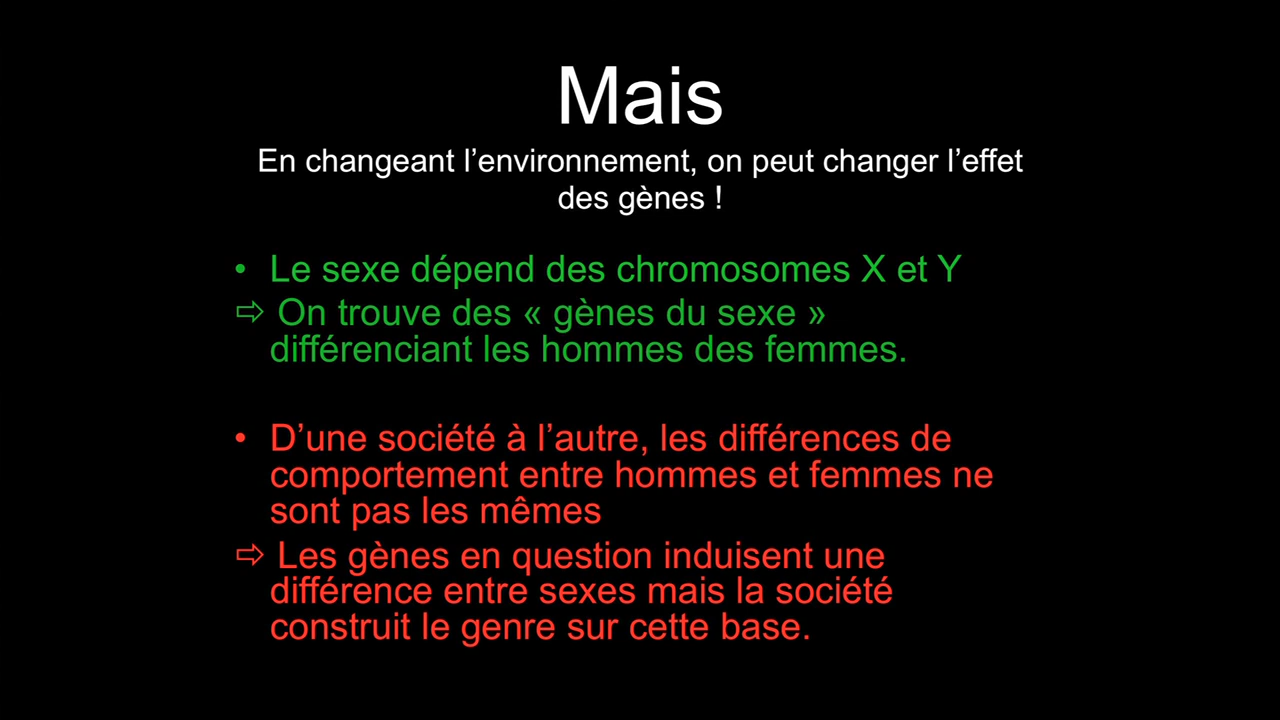 Mais
En changeant l’environnement, on peut changer l’effet
des gènes !
• Le sexe dépend des chromosomes X et Y
⇨ On trouve des « gènes du sexe »
différenciant les hommes des femmes.
• D’une société à l’autre, les différences de
comportement entre hommes et femmes ne
sont pas les mêmes
⇨ Les gènes en question induisent une
différence entre sexes mais la société
construit le genre sur cette base.